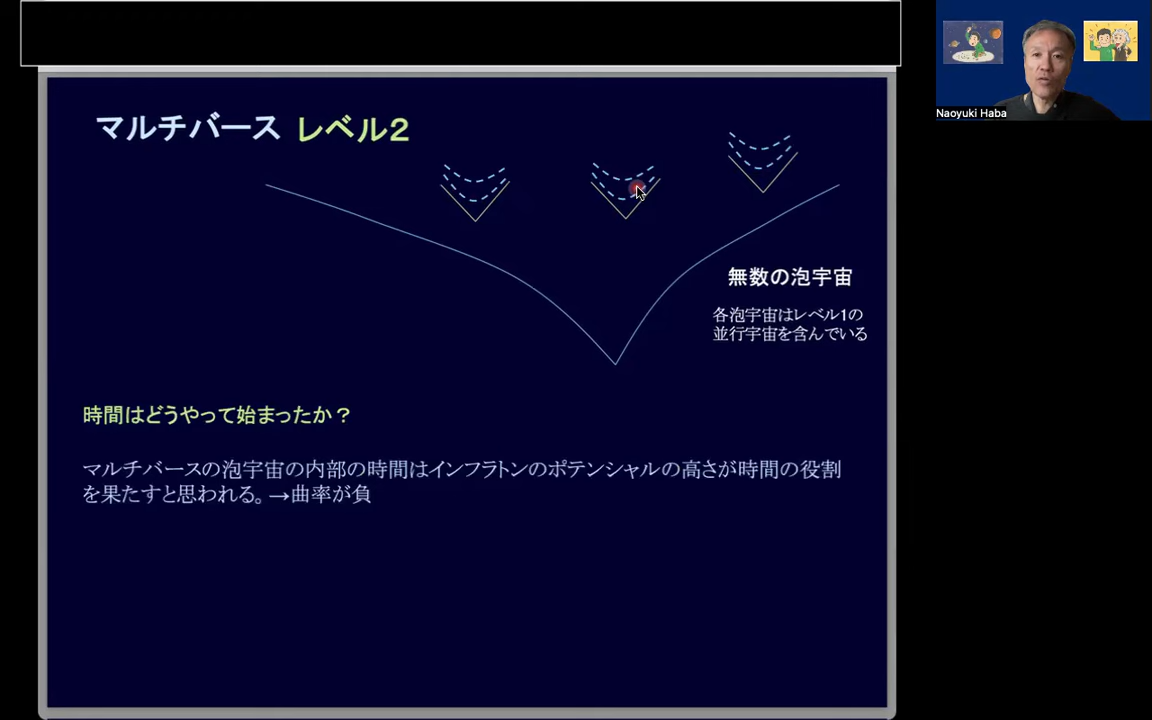 マルチバース レベル2
無数の泡宇宙
各泡宇宙はレベル1の
並行宇宙を含んでいる
時間はどうやって始まったか？
マルチバースの泡宇宙の内部の時間はインフラトンのポテンシャルの高さが時間の役割
を果たすと思われる。→曲率が負
Naoyuki Haba